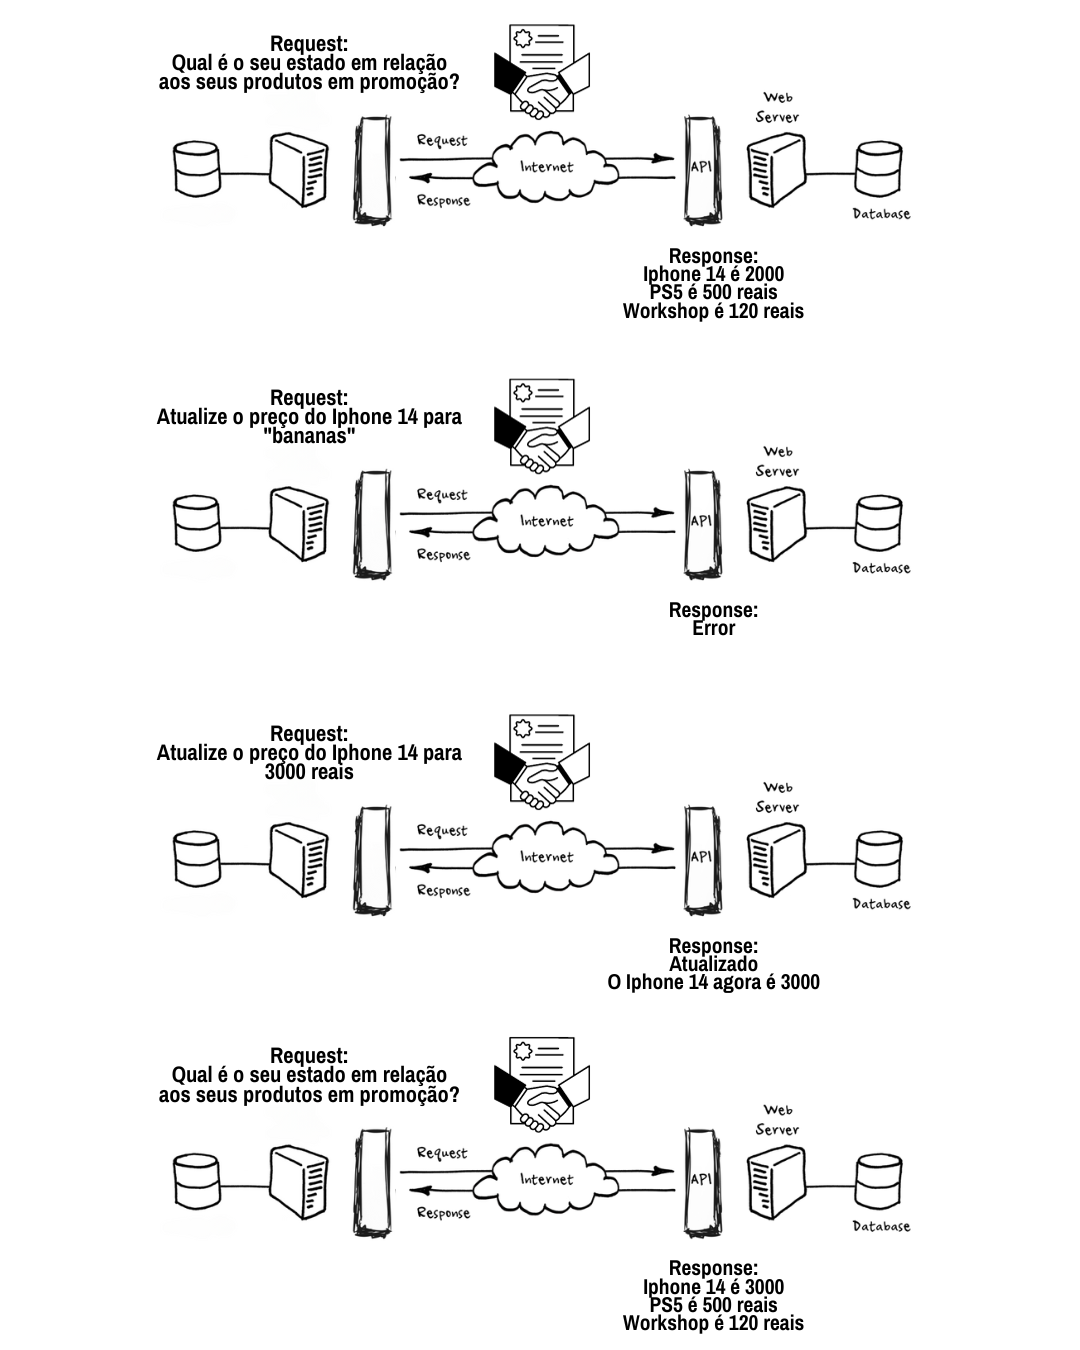 Request:
Qual é o seu estado em relação
aos seus produtos em promoção?
Web
Server
Request
Internet
API
Response
Database
Response:
Iphone 14 é 2000
PS5 é 500 reais
Workshop é 120 reais
Request:
Atualize o preço do Iphone 14 para
"bananas"
Web
Server
Request
Internet
API
Response
Database
Response:
Error
Request:
Atualize o preço do Iphone 14 para
3000 reais
Web
Server
Request
Internet
API
Response
Database
Response:
Atualizado
O Iphone 14 agora é 3000
Request:
Qual é o seu estado em relação
aos seus produtos em promoção?
Web
Server
Request
Internet
API
Response
Database
Response:
Iphone 14 é 3000
PS5 é 500 reais
Workshop é 120 reais